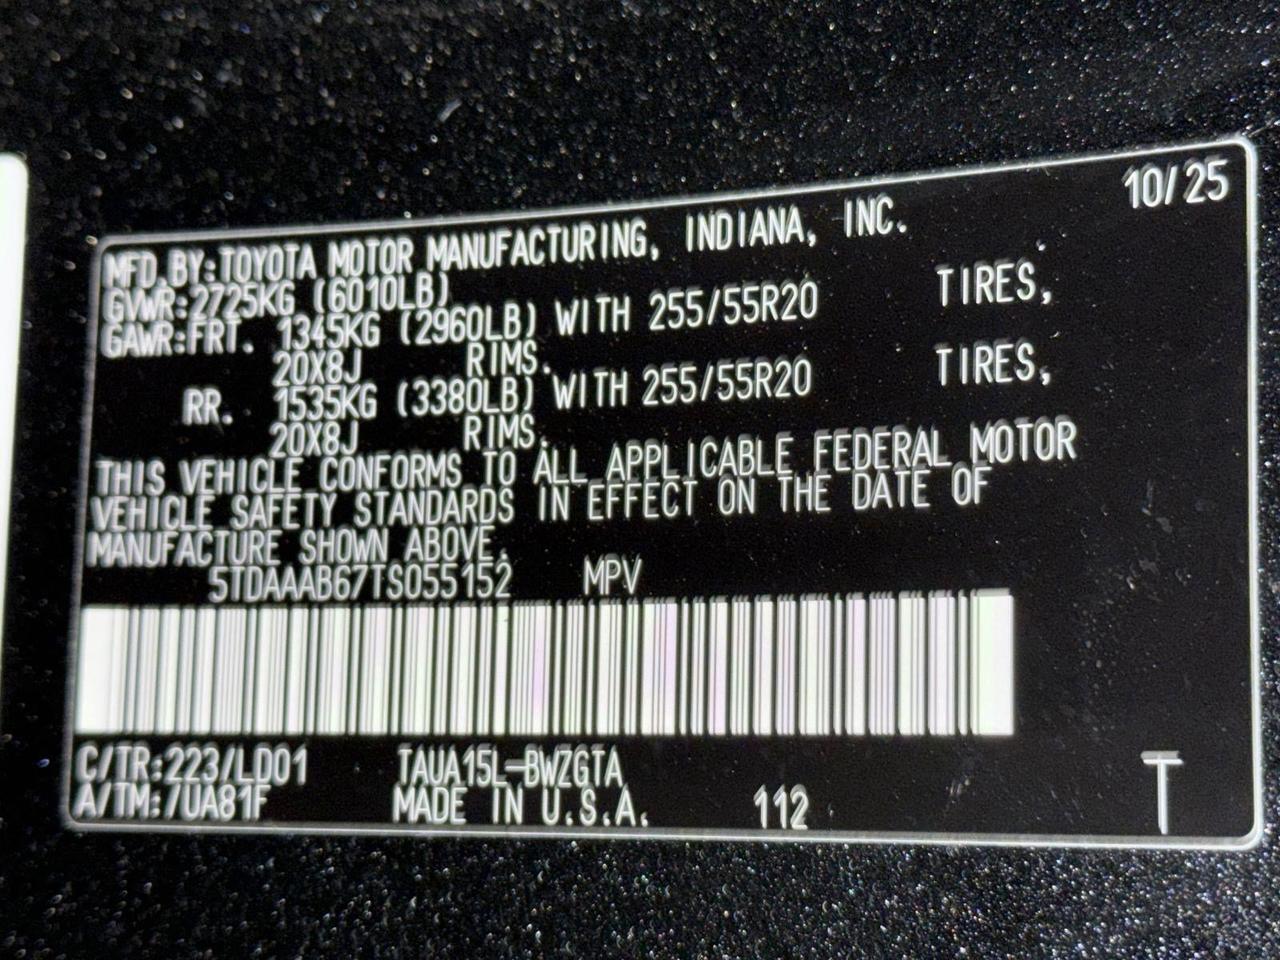 10/25
MFD.BY:TOYOTA MOTOR MANUFACTURING, INDIANA, INC.
GVWR:2725KG (6010LB)
GAWR:FRT. 1345KG (2960LB) WITH 255/55R20 TIRES,
20X8J RIMS.
RR. 1535KG (3380LB) WITH 255/55R20 TIRES,
20X8J RIMS.
THIS VEHICLE CONFORMS TO ALL APPLICABLE FEDERAL MOTOR
VEHICLE SAFETY STANDARDS IN EFFECT ON THE DATE OF
MANUFACTURE SHOWN ABOVE.
5TDAAAB67TS055152 MPV
C/TR:223/LD01 TAUA15L-BWZGTA
A/TM:/UA81F MADE IN U.S.A. 112
T